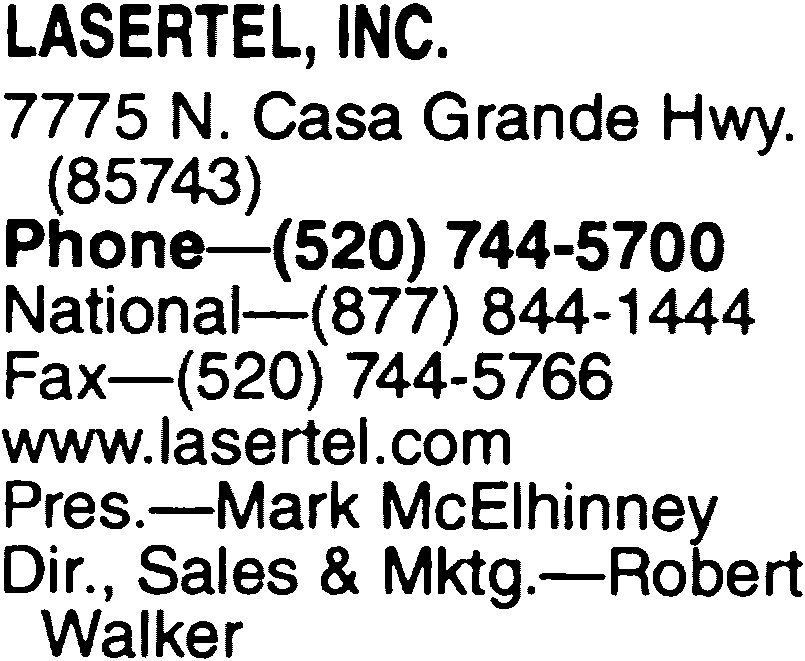 LASERTEL, INC.
7775 N. Casa Grande Hwy.
(85743)
Phone—(520) 744-5700
National—(877) 844-1444
Fax—(520) 744-5766
www.lasertel.com
Pres.—Mark McElhinney
Dir., Sales & Mktg.—Robert
Walker